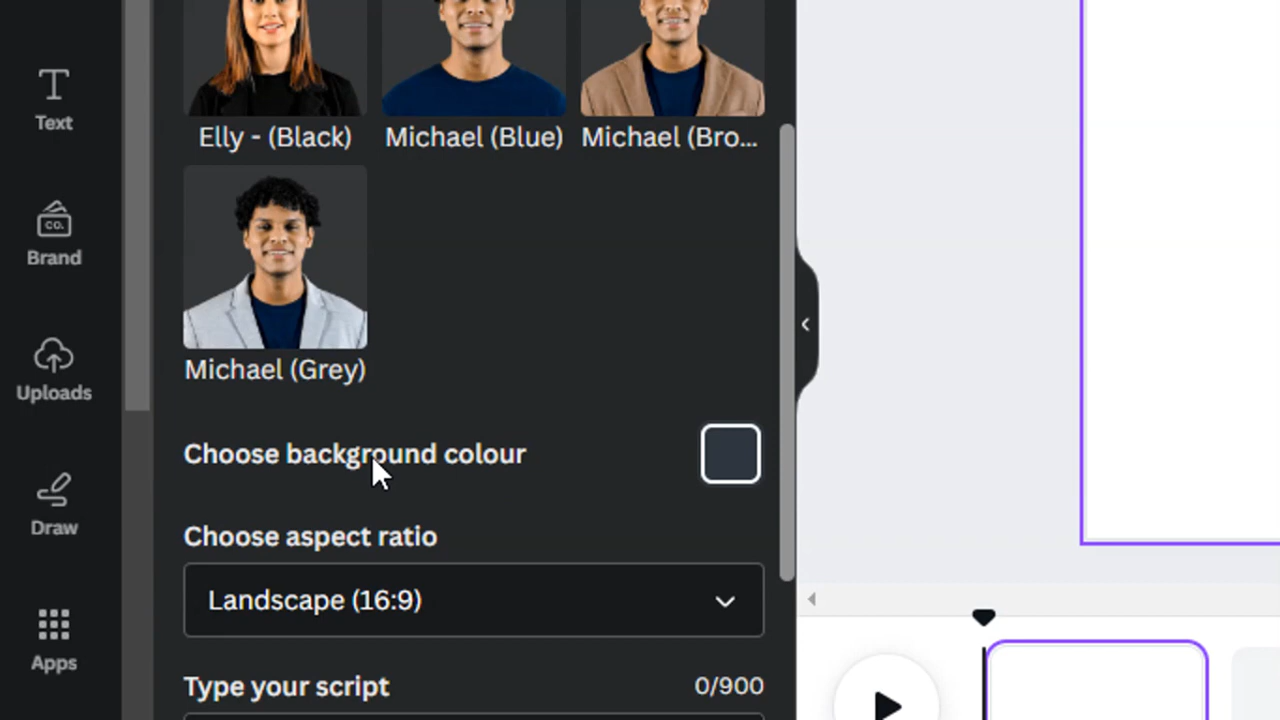 Text
Brand
CO.
Uploads
Draw
Apps
Elly - (Black)
Michael (Blue)
Michael (Bro...
Michael (Grey)
Choose background colour
Choose aspect ratio
Landscape (16:9)
Type your script
0/900